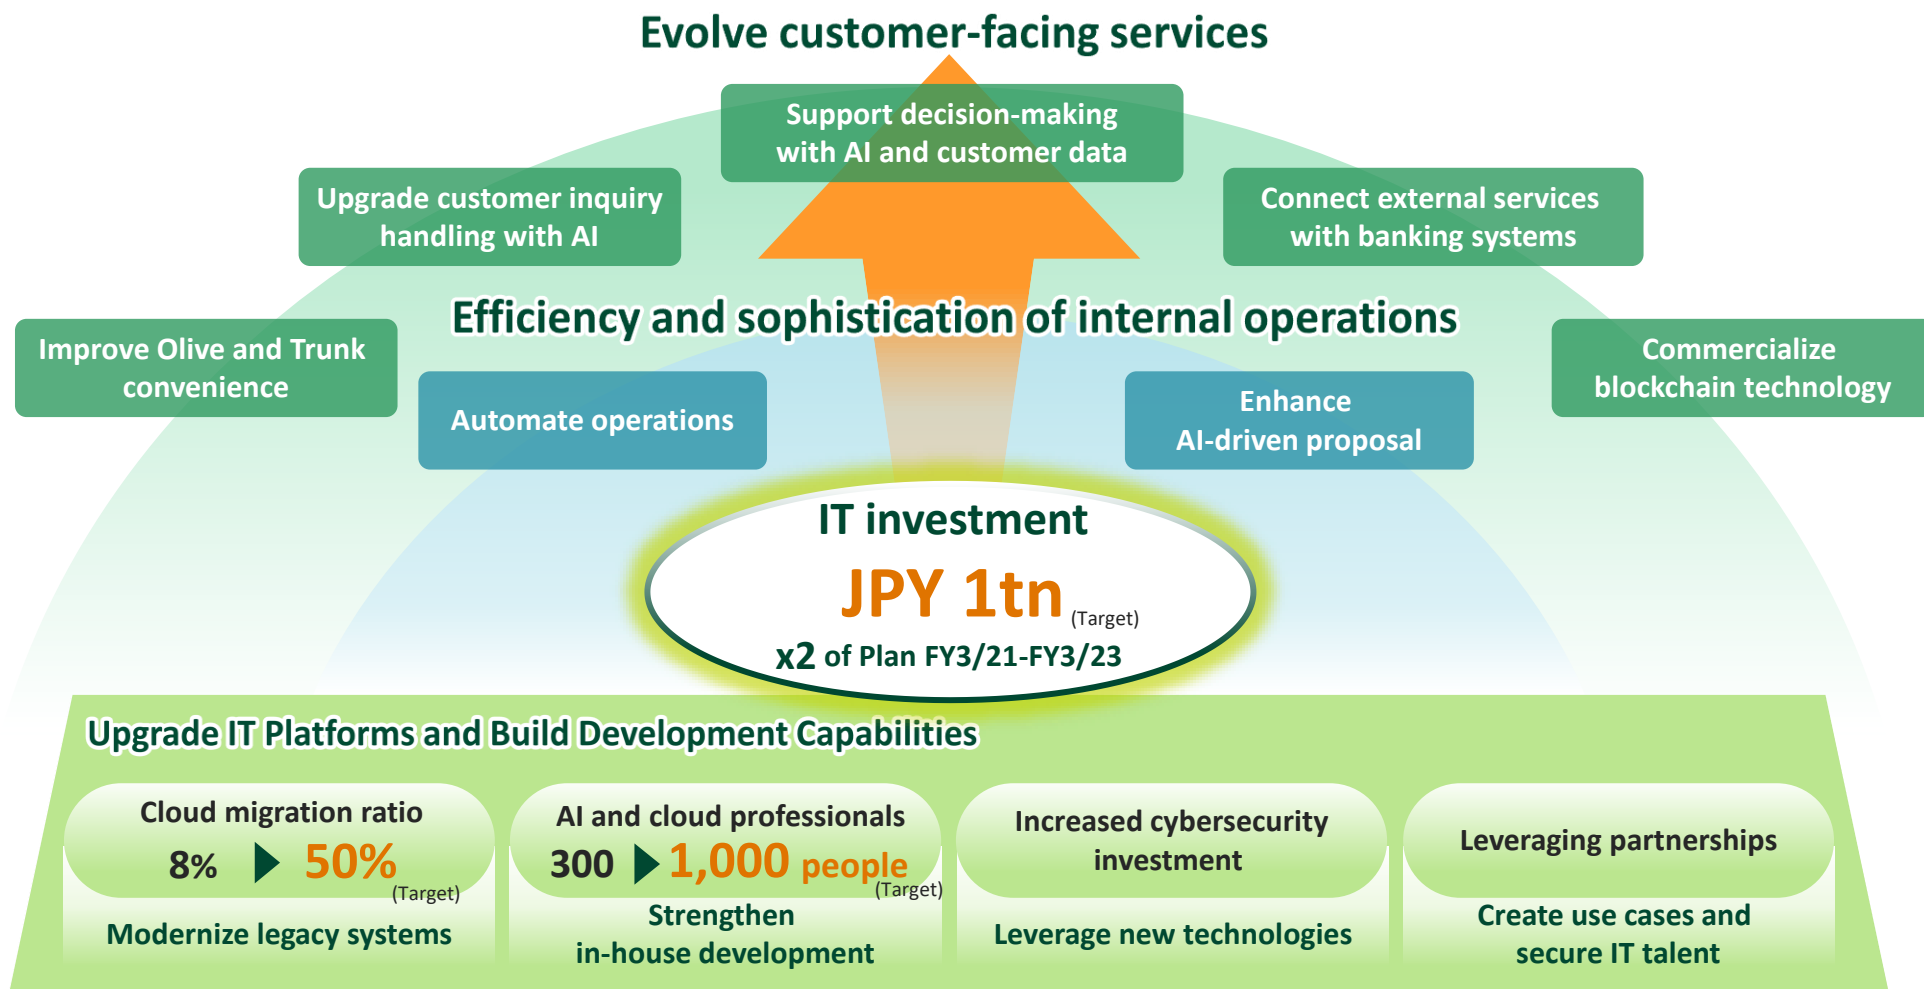 Evolve customer-facing services
Support decision-making
with AI and customer data
Upgrade customer inquiry
handling with AI
Connect external services
with banking systems
Efficiency and sophistication of internal operations
Improve Olive and Trunk
convenience
Commercialize
blockchain technology
Automate operations
Enhance
AI-driven proposal
IT investment
JPY 1tn (Target)
x2 of Plan FY3/21-FY3/23
Upgrade IT Platforms and Build Development Capabilities
Cloud migration ratio
8% 50%
(Target)
Modernize legacy systems
AI and cloud professionals
300 1,000 people
(Target)
Strengthen
in-house development
Increased cybersecurity
investment
Leverage new technologies
Leveraging partnerships
Create use cases and
secure IT talent